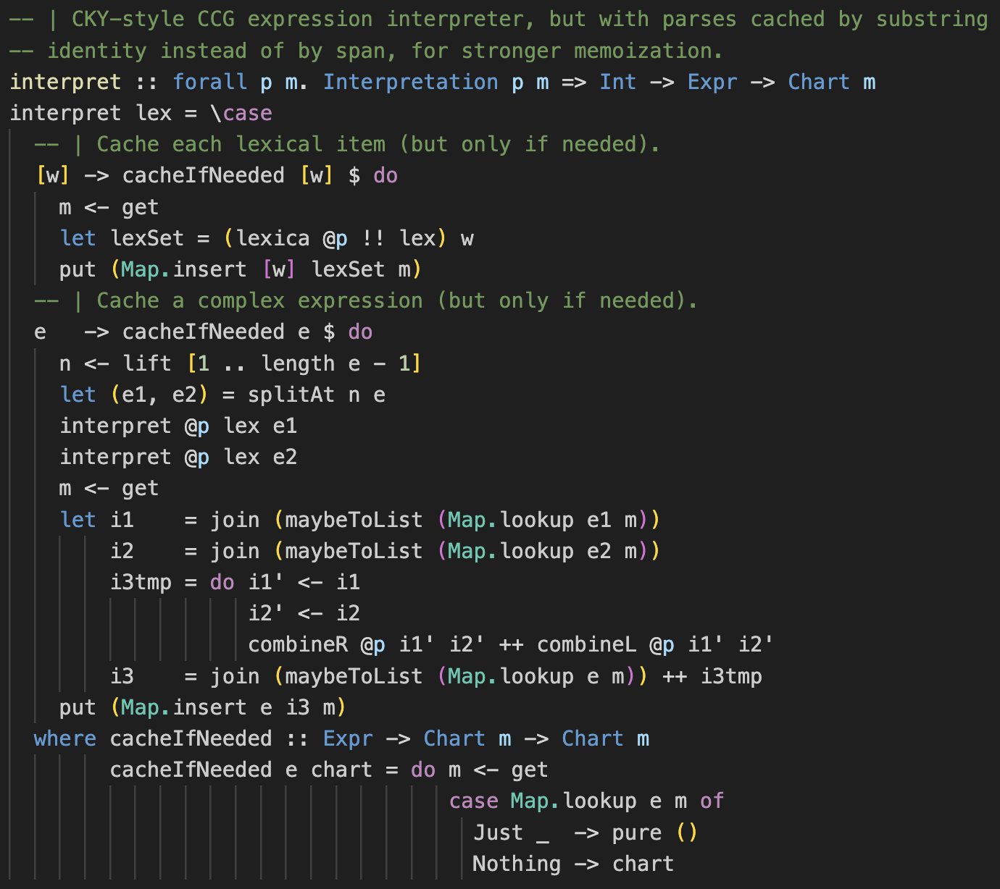 -- | CKY-style CCG expression interpreter, but with parses cached by substring
-- identity instead of by span, for stronger memoization.
interpret :: forall p m. Interpretation p m => Int -> Expr -> Chart m
interpret lex = \case
  -- | Cache each lexical item (but only if needed).
  [w] -> cacheIfNeeded [w] $ do
    m <- get
    let lexSet = (lexica @p !! lex) w
    put (Map.insert [w] lexSet m)
  -- | Cache a complex expression (but only if needed).
  e   -> cacheIfNeeded e $ do
    n <- lift [1 .. length e - 1]
    let (e1, e2) = splitAt n e
    interpret @p lex e1
    interpret @p lex e2
    m <- get
    let i1    = join (maybeToList (Map.lookup e1 m))
        i2    = join (maybeToList (Map.lookup e2 m))
        i3tmp = do i1' <- i1
                   i2' <- i2
                   combineR @p i1' i2' ++ combineL @p i1' i2'
        i3    = join (maybeToList (Map.lookup e m)) ++ i3tmp
    put (Map.insert e i3 m)
  where cacheIfNeeded :: Expr -> Chart m -> Chart m
        cacheIfNeeded e chart = do m <- get
                                   case Map.lookup e m of
                                     Just _  -> pure ()
                                     Nothing -> chart